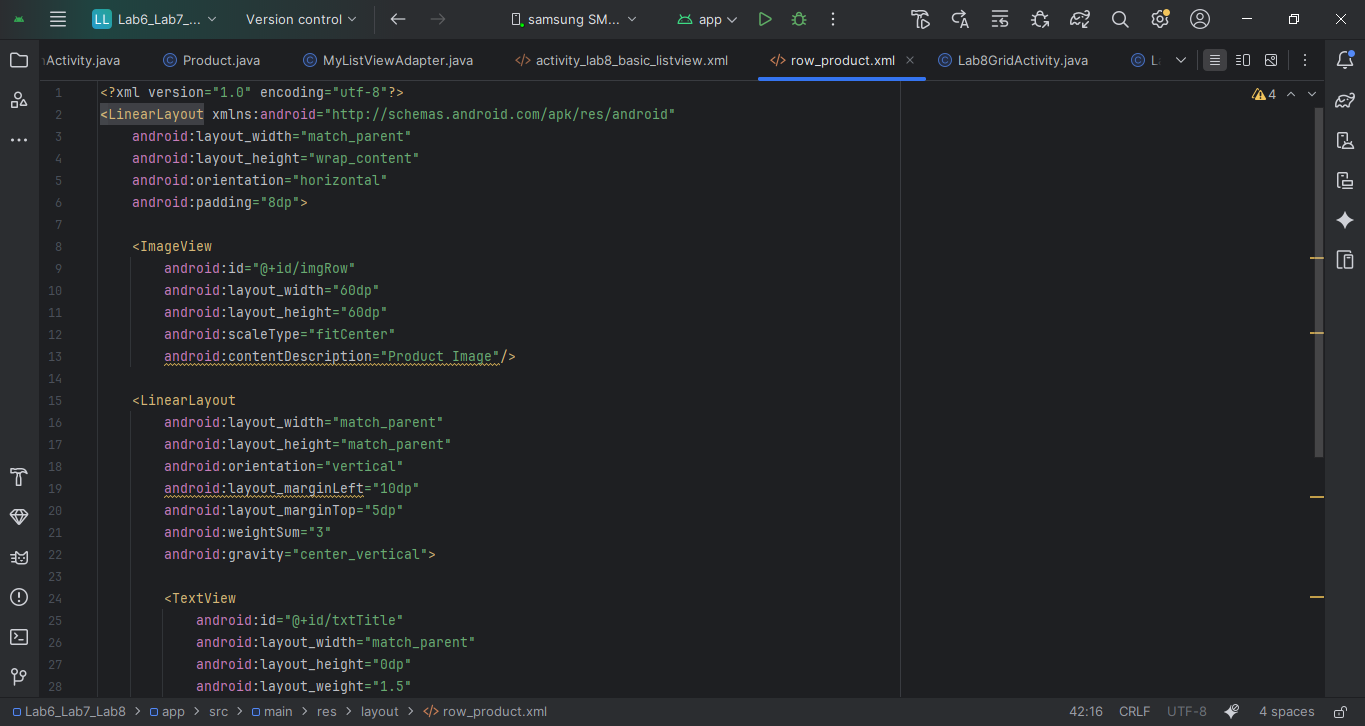 LL Lab6_Lab7_... Version control samsung SM... app
Activity.java Product.java MyListViewAdapter.java activity_lab8_basic_listview.xml row_product.xml Lab8GridActivity.java
4
1 <?xml version="1.0" encoding="utf-8"?>
2 <LinearLayout xmlns:android="http://schemas.android.com/apk/res/android"
3 android:layout_width="match_parent"
4 android:layout_height="wrap_content"
5 android:orientation="horizontal"
6 android:padding="8dp">
7
8 <ImageView
9 android:id="@+id/imgRow"
10 android:layout_width="60dp"
11 android:layout_height="60dp"
12 android:scaleType="fitCenter"
13 android:contentDescription="Product Image"/>
14
15 <LinearLayout
16 android:layout_width="match_parent"
17 android:layout_height="match_parent"
18 android:orientation="vertical"
19 android:layout_marginLeft="10dp"
20 android:layout_marginTop="5dp"
21 android:weightSum="3"
22 android:gravity="center_vertical">
23
24 <TextView
25 android:id="@+id/txtTitle"
26 android:layout_width="match_parent"
27 android:layout_height="0dp"
28 android:layout_weight="1.5"
Lab6_Lab7_Lab8 > app > src > main > res > layout > </> row_product.xml 42:16 CRLF UTF-8 4 spaces